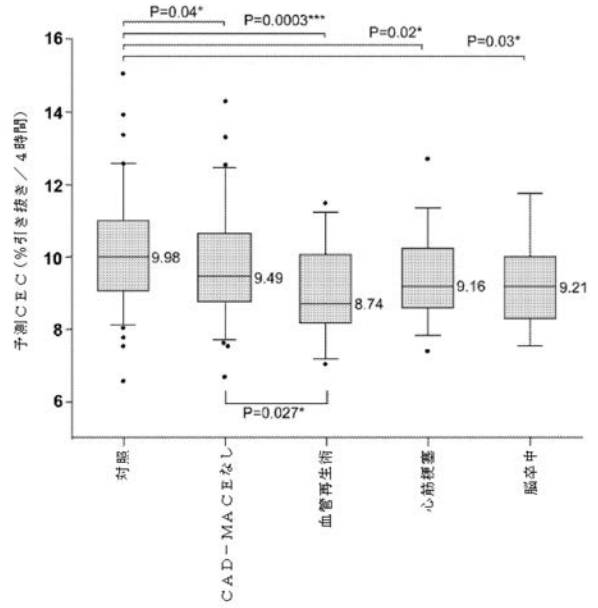 P=0.04*
P=0.0003***
P=0.02*
P=0.03*
16
14
12
10
8
6
予測CEC(%引き抜き/4時間)
9.98
9.49
8.74
9.16
9.21
P=0.027*
対照
CAD-MACEなし
血管再生術
心筋梗塞
脳卒中